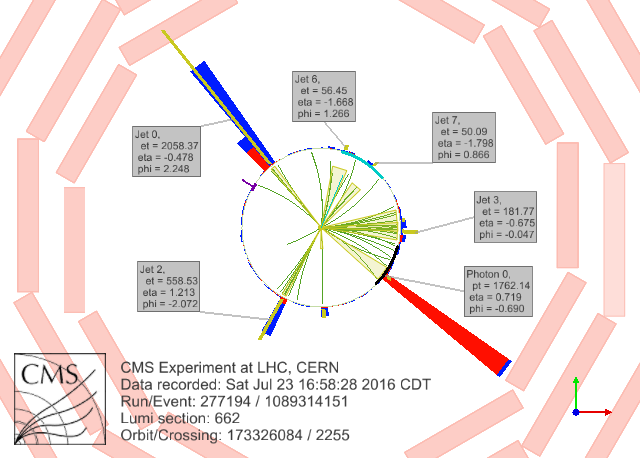 Jet 6,
et = 56.45
eta = -1.668
phi = 1.266
Jet 7,
et = 50.09
eta = -1.798
phi = 0.866
Jet 0,
et = 2058.37
eta = -0.478
phi = 2.248
Jet 3,
et = 181.77
eta = -0.675
phi = -0.047
Jet 2,
et = 558.53
eta = 1.213
phi = -2.072
Photon 0,
pt = 1762.14
eta = 0.719
phi = -0.690
CMS
CMS Experiment at LHC, CERN
Data recorded: Sat Jul 23 16:58:28 2016 CDT
Run/Event: 277194 / 1089314151
Lumi section: 662
Orbit/Crossing: 173326084 / 2255